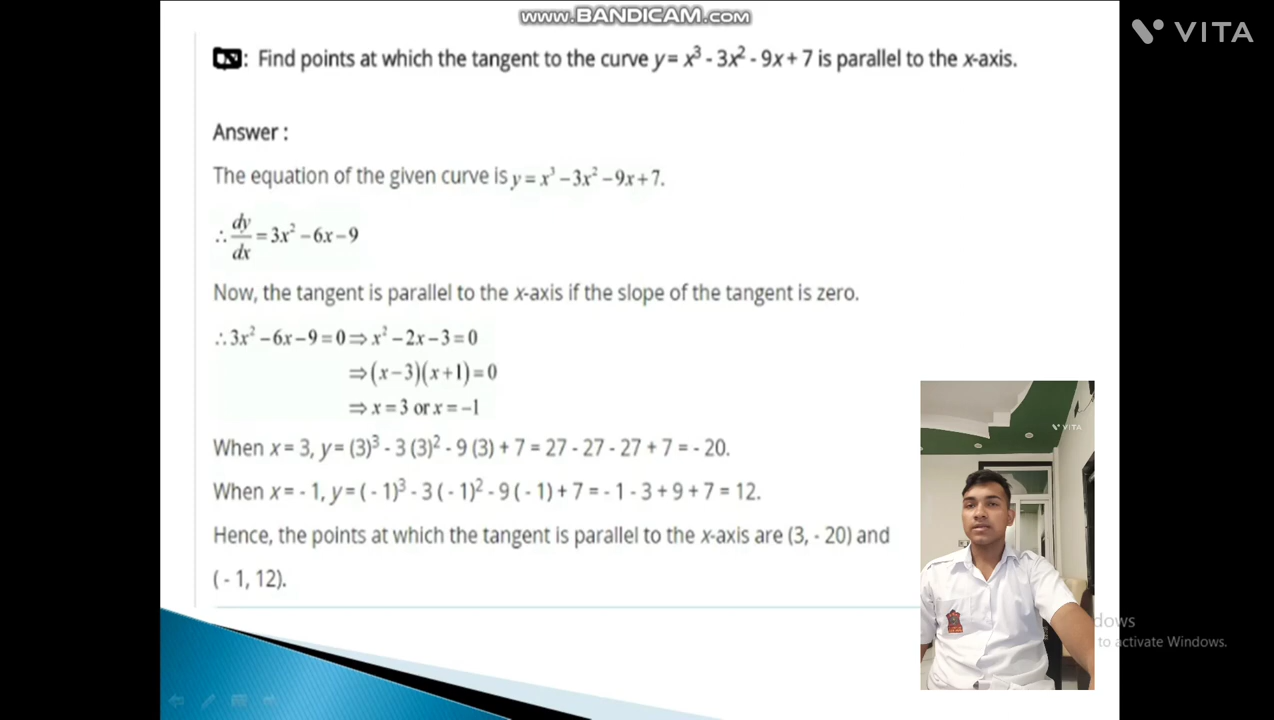 www.BANDICAM.com
VITA
: Find points at which the tangent to the curve y = x³ - 3x² - 9x + 7 is parallel to the x-axis.
Answer :
The equation of the given curve is y = x³ − 3x² − 9x + 7.
∴ dy/dx = 3x² − 6x − 9
Now, the tangent is parallel to the x-axis if the slope of the tangent is zero.
∴ 3x² − 6x − 9 = 0 ⇒ x² − 2x − 3 = 0
⇒ (x − 3)(x + 1) = 0
⇒ x = 3 or x = −1
When x = 3, y = (3)³ - 3 (3)² - 9 (3) + 7 = 27 - 27 - 27 + 7 = - 20.
When x = - 1, y = ( - 1)³ - 3 ( - 1)² - 9 ( - 1) + 7 = - 1 - 3 + 9 + 7 = 12.
Hence, the points at which the tangent is parallel to the x-axis are (3, - 20) and
( - 1, 12).
VITA
dows
to activate Windows.